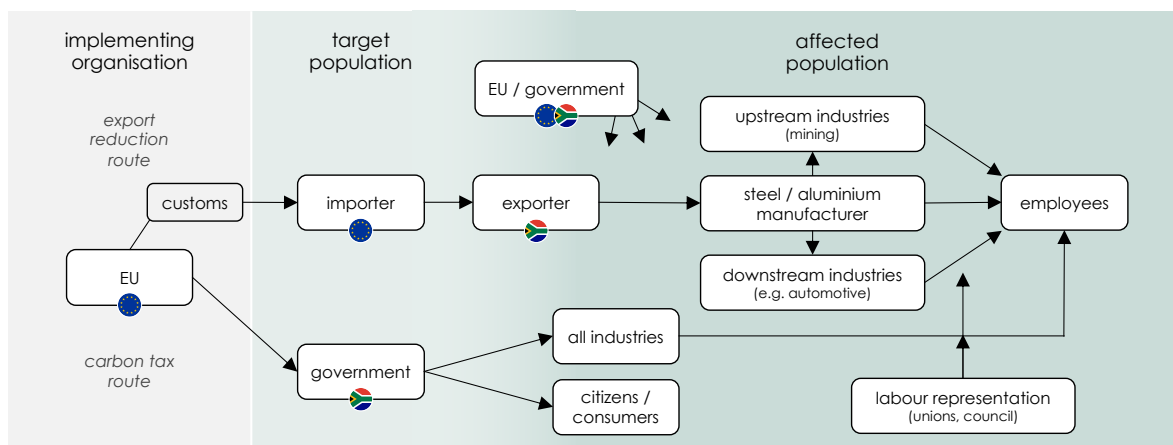 implementing
organisation
target
population
affected
population
export
reduction
route
EU / government
upstream industries
(mining)
customs
importer
exporter
steel / aluminium
manufacturer
employees
EU
downstream industries
(e.g. automotive)
carbon tax
route
government
all industries
citizens /
consumers
labour representation
(unions, council)